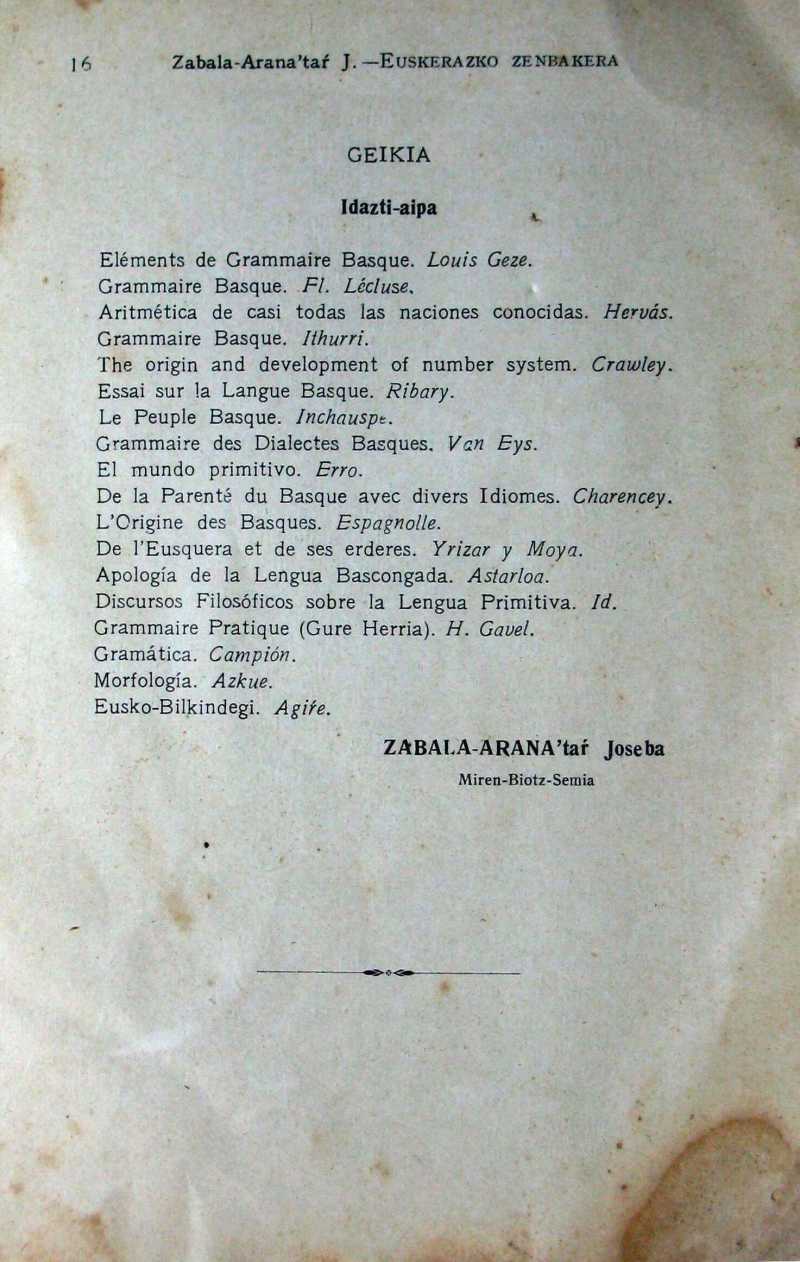 16 Zabala-Arana’taŕ J.—EUSKERAZKO ZENBAKERA
GEIKIA
Idazti-aipa
Eléments de Grammaire Basque. Louis Geze.
Grammaire Basque. Fl. Lécluse.
Aritmética de casi todas las naciones conocidas. Hervás.
Grammaire Basque. Ithurri.
The origin and development of number system. Crawley.
Essai sur la Langue Basque. Ribary.
Le Peuple Basque. Inchauspe.
Grammaire des Dialectes Basques. Van Eys.
El mundo primitivo. Erro.
De la Parenté du Basque avec divers Idiomes. Charencey.
L’Origine des Basques. Espagnolle.
De l’Eusquera et de ses erderes. Yrizar y Moya.
Apología de la Lengua Bascongada. Astarloa.
Discursos Filosóficos sobre la Lengua Primitiva. Id.
Grammaire Pratique (Gure Herria). H. Gavel.
Gramática. Campión.
Morfología. Azkue.
Eusko-Bilkindegi. Agiŕe.
ZABALA-ARANA’taŕ Joseba
Miren-Biotz-Semia